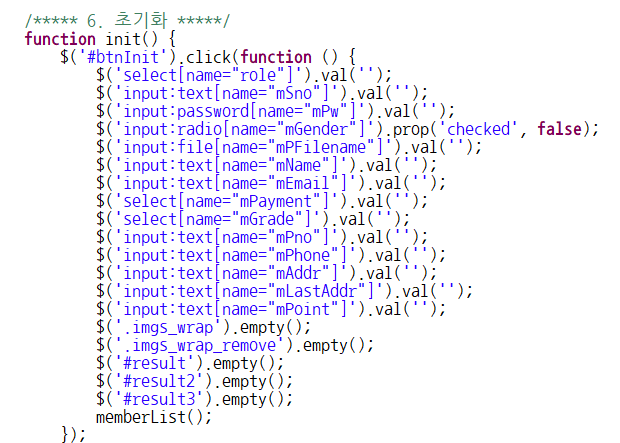 /***** 6. 초기화 *****/
function init() {
    $('#btnInit').click(function () {
        $('select[name="role"]').val('');
        $('input:text[name="mSno"]').val('');
        $('input:password[name="mPw"]').val('');
        $('input:radio[name="mGender"]').prop('checked', false);
        $('input:file[name="mPFilename"]').val('');
        $('input:text[name="mName"]').val('');
        $('input:text[name="mEmail"]').val('');
        $('select[name="mPayment"]').val('');
        $('select[name="mGrade"]').val('');
        $('input:text[name="mPno"]').val('');
        $('input:text[name="mPhone"]').val('');
        $('input:text[name="mAddr"]').val('');
        $('input:text[name="mLastAddr"]').val('');
        $('input:text[name="mPoint"]').val('');
        $('.imgs_wrap').empty();
        $('.imgs_wrap_remove').empty();
        $('#result').empty();
        $('#result2').empty();
        $('#result3').empty();
        memberList();
    });